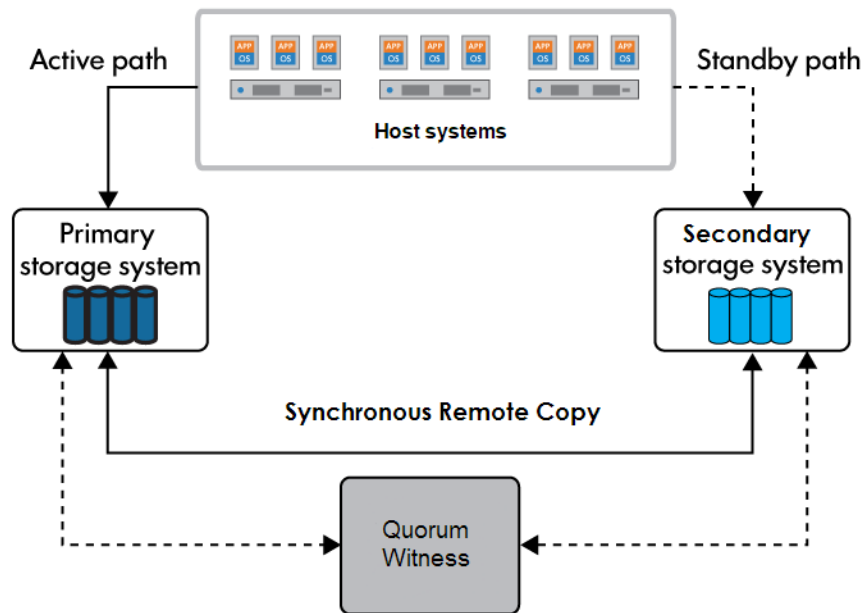 APP APP APP APP APP APP APP APP APP
OS OS OS OS OS OS OS OS OS
Active path
Standby path
Host systems
Primary
storage system
Secondary
storage system
Synchronous Remote Copy
Quorum
Witness